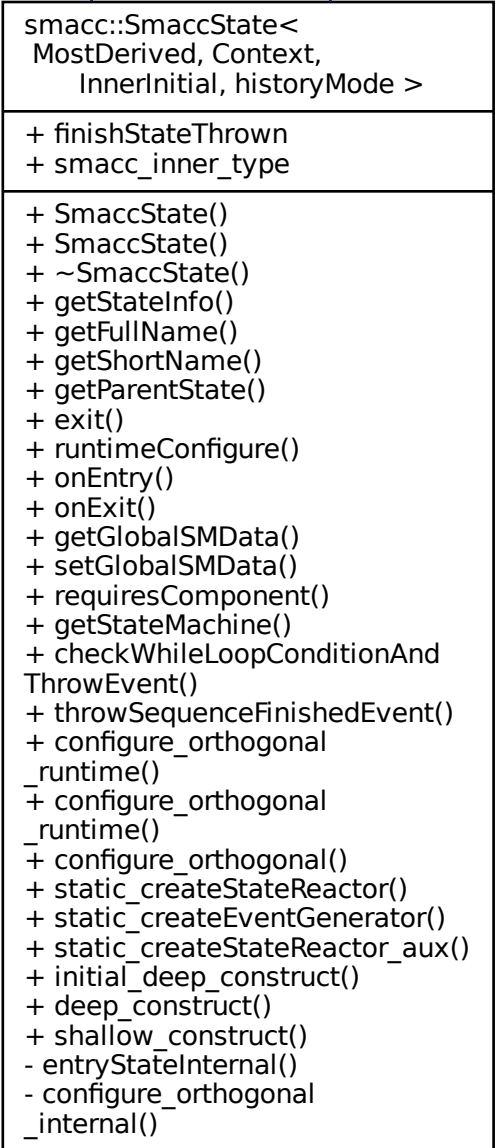 smacc::SmaccState<
MostDerived, Context,
InnerInitial, historyMode >
+ finishStateThrown
+ smacc_inner_type
+ SmaccState()
+ SmaccState()
+ ~SmaccState()
+ getStateInfo()
+ getFullName()
+ getShortName()
+ getParentState()
+ exit()
+ runtimeConfigure()
+ onEntry()
+ onExit()
+ getGlobalSMData()
+ setGlobalSMData()
+ requiresComponent()
+ getStateMachine()
+ checkWhileLoopConditionAnd
ThrowEvent()
+ throwSequenceFinishedEvent()
+ configure_orthogonal
_runtime()
+ configure_orthogonal
_runtime()
+ configure_orthogonal()
+ static_createStateReactor()
+ static_createEventGenerator()
+ static_createStateReactor_aux()
+ initial_deep_construct()
+ deep_construct()
+ shallow_construct()
- entryStateInternal()
- configure_orthogonal
_internal()